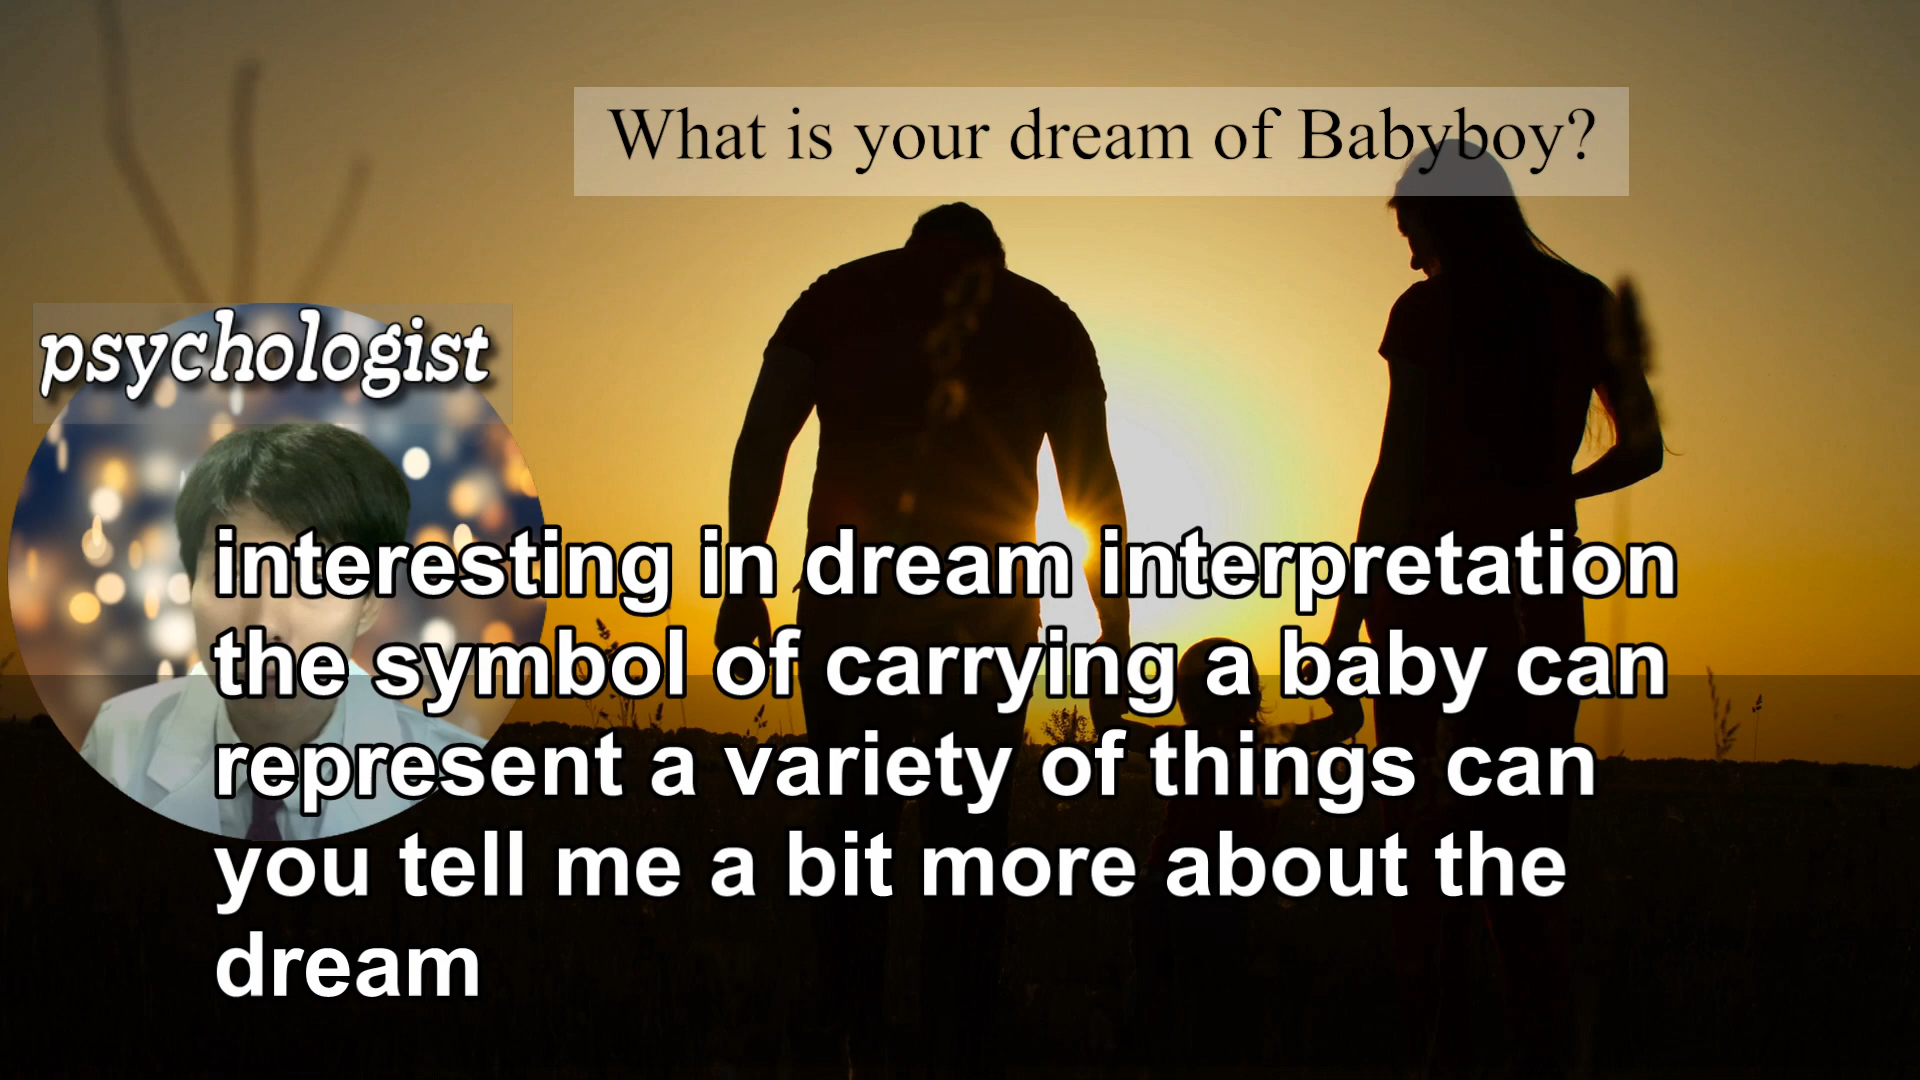 What is your dream of Babyboy?
psychologist
interesting in dream interpretation
the symbol of carrying a baby can
represent a variety of things can
you tell me a bit more about the
dream